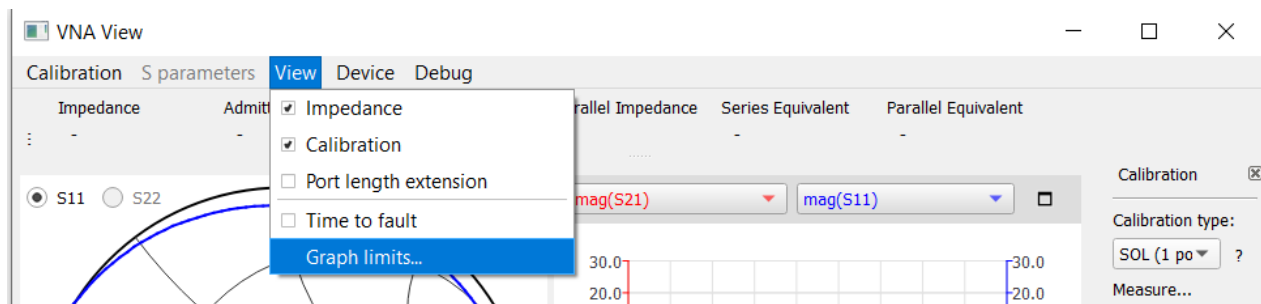 VNA View
Calibration S parameters View Device Debug
Impedance Admitt rallel Impedance Series Equivalent Parallel Equivalent
- - - -
Impedance
Calibration
Port length extension
Time to fault
Graph limits...
S11 S22
mag(S21) mag(S11)
30.0 30.0
20.0 20.0
Calibration
Calibration type:
SOL (1 po ?
Measure...